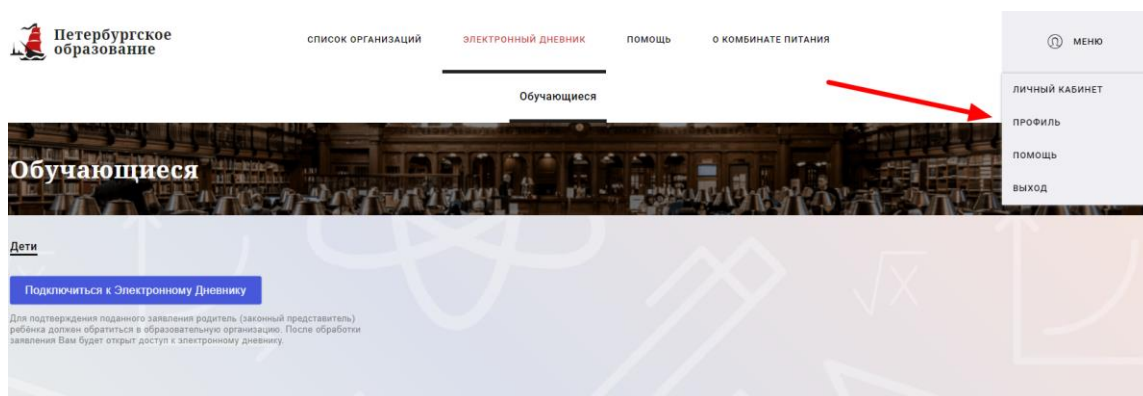 Петербургское
образование
СПИСОК ОРГАНИЗАЦИЙ
ЭЛЕКТРОННЫЙ ДНЕВНИК
ПОМОЩЬ
О КОМБИНАТЕ ПИТАНИЯ
МЕНЮ
Обучающиеся
ЛИЧНЫЙ КАБИНЕТ
ПРОФИЛЬ
ПОМОЩЬ
ВЫХОД
Обучающиеся
Дети
Подключиться к Электронному Дневнику
Для подтверждения поданного заявления родитель (законный представитель)
ребёнка должен обратиться в образовательную организацию. После обработки
заявления Вам будет открыт доступ к электронному дневнику.
√X